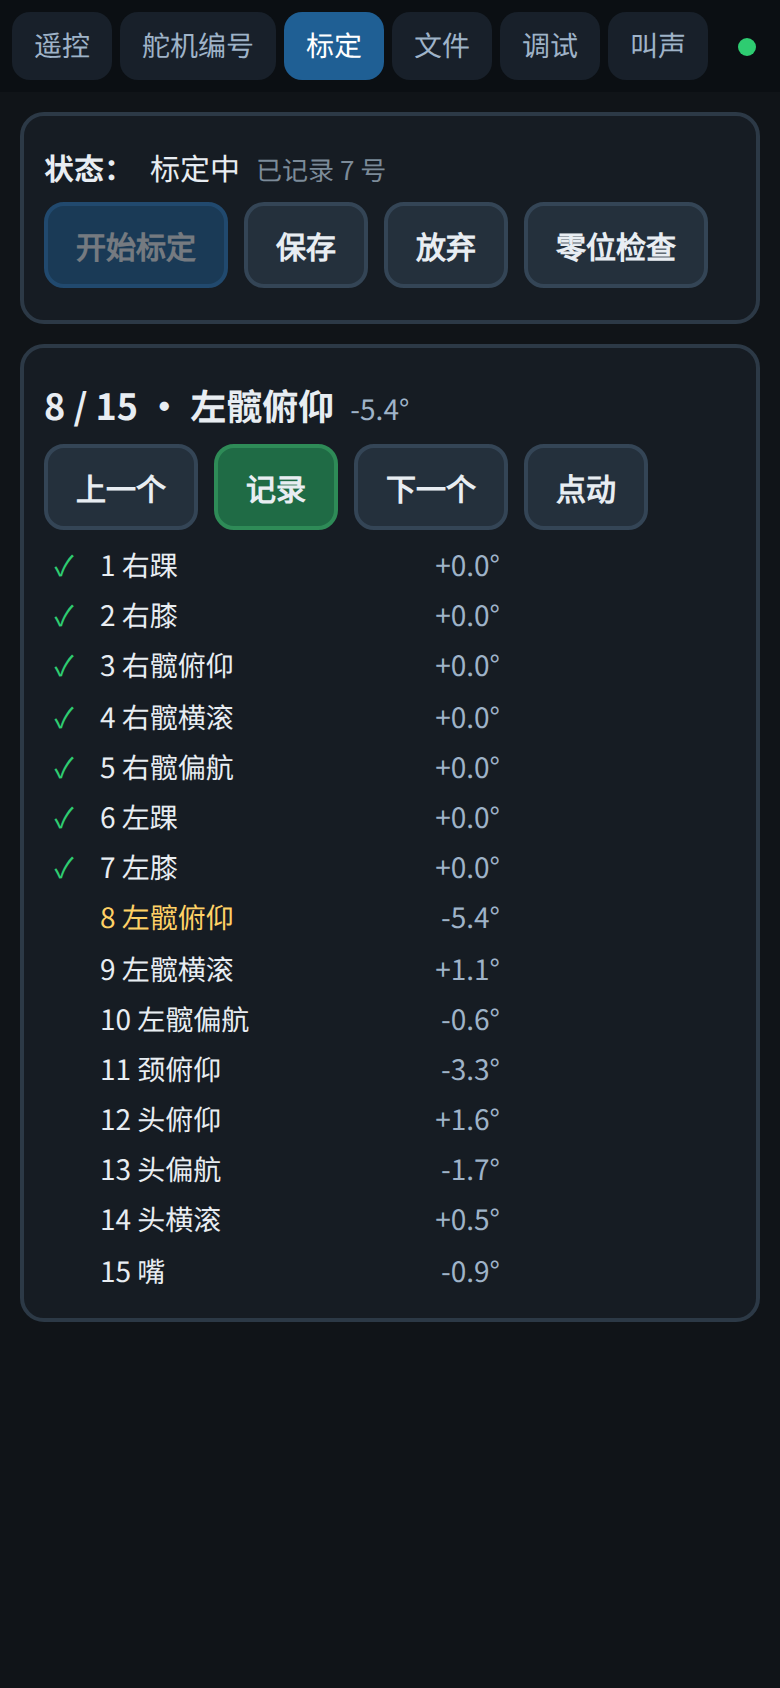 遥控 舵机编号 标定 文件 调试 叫声
状态： 标定中 已记录 7 号
开始标定 保存 放弃 零位检查
8 / 15 · 左髋俯仰 -5.4°
上一个 记录 下一个 点动
✓ 1 右踝 +0.0°
✓ 2 右膝 +0.0°
✓ 3 右髋俯仰 +0.0°
✓ 4 右髋横滚 +0.0°
✓ 5 右髋偏航 +0.0°
✓ 6 左踝 +0.0°
✓ 7 左膝 +0.0°
8 左髋俯仰 -5.4°
9 左髋横滚 +1.1°
10 左髋偏航 -0.6°
11 颈俯仰 -3.3°
12 头俯仰 +1.6°
13 头偏航 -1.7°
14 头横滚 +0.5°
15 嘴 -0.9°